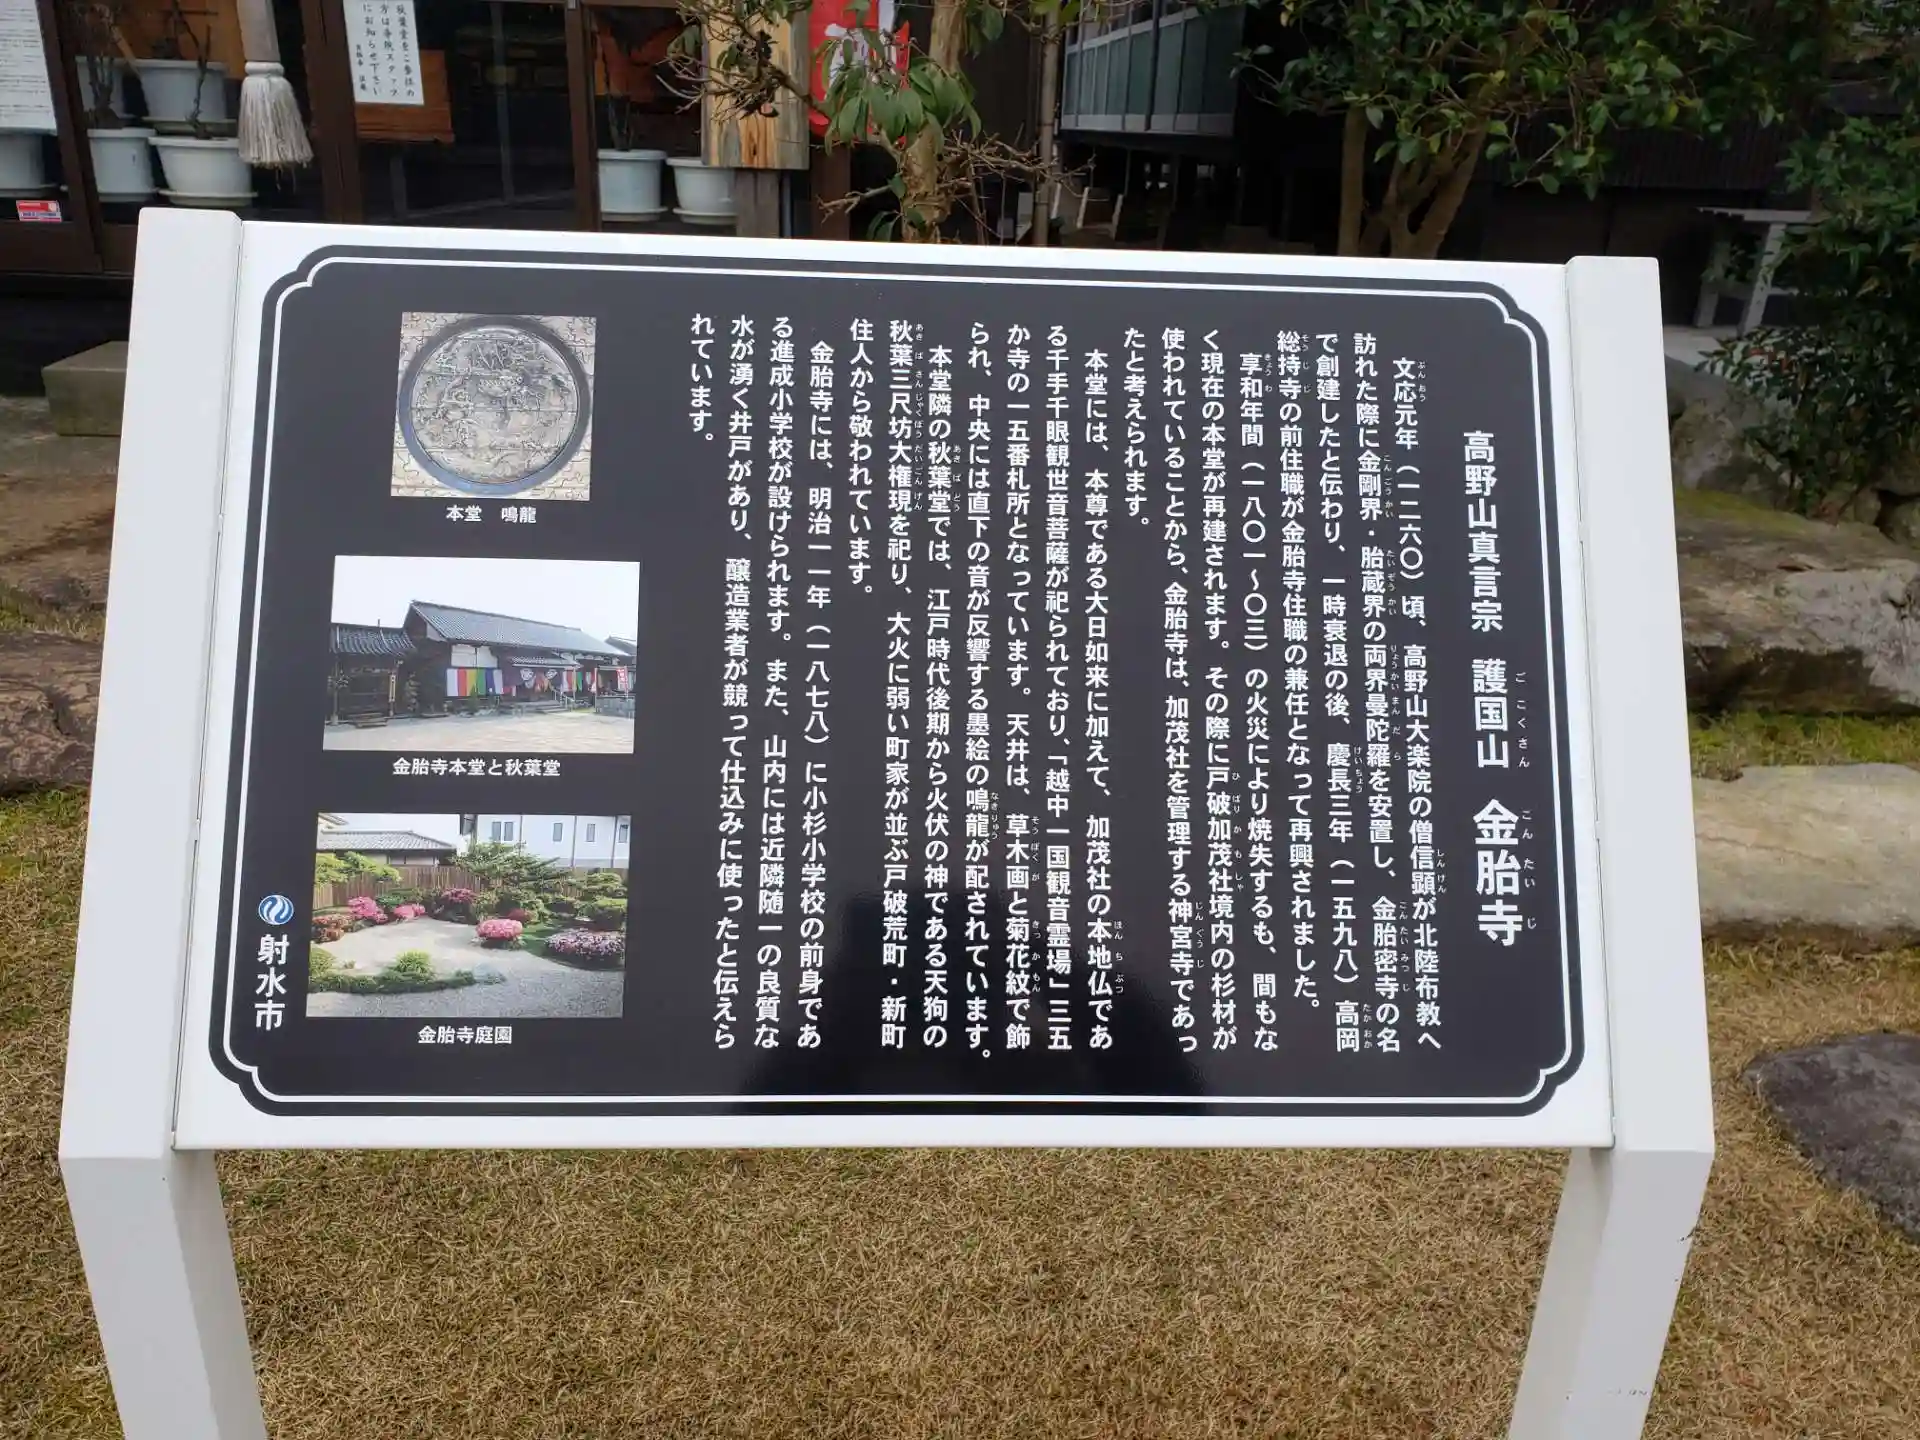 高野山真言宗　護国山　金胎寺
文応元年（一二六〇）頃、高野山大楽院の僧信顕が北陸布教へ
訪れた際に金剛界・胎蔵界の両界曼陀羅を安置し、金胎密寺の名
で創建したと伝わり、一時衰退の後、慶長三年（一五九八）高岡
総持寺の前住職が金胎寺住職の兼任となって再興されました。
享和年間（一八〇一～〇三）の火災により焼失するも、間もな
く現在の本堂が再建されます。その際に戸破加茂社境内の杉材が
使われていることから、金胎寺は、加茂社を管理する神宮寺であっ
たと考えられます。
本堂には、本尊である大日如来に加えて、加茂社の本地仏であ
る千手千眼観世音菩薩が祀られており、「越中一国観音霊場」三五
か寺の一五番札所となっています。天井は、草木画と菊花紋で飾
られ、中央には直下の音が反響する墨絵の鳴龍が配されています。
本堂隣の秋葉堂では、江戸時代後期から火伏の神である天狗の
秋葉三尺坊大権現を祀り、大火に弱い町家が並ぶ戸破荒町・新町
住人から敬われています。
金胎寺には、明治一一年（一八七八）に小杉小学校の前身であ
る進成小学校が設けられます。また、山内には近隣随一の良質な
水が湧く井戸があり、醸造業者が競って仕込みに使ったと伝えら
れています。
本堂　鳴龍
金胎寺本堂と秋葉堂
金胎寺庭園
射水市
秋葉堂をご参拝の
方は寺院スタッフ
にお知らせ下さい